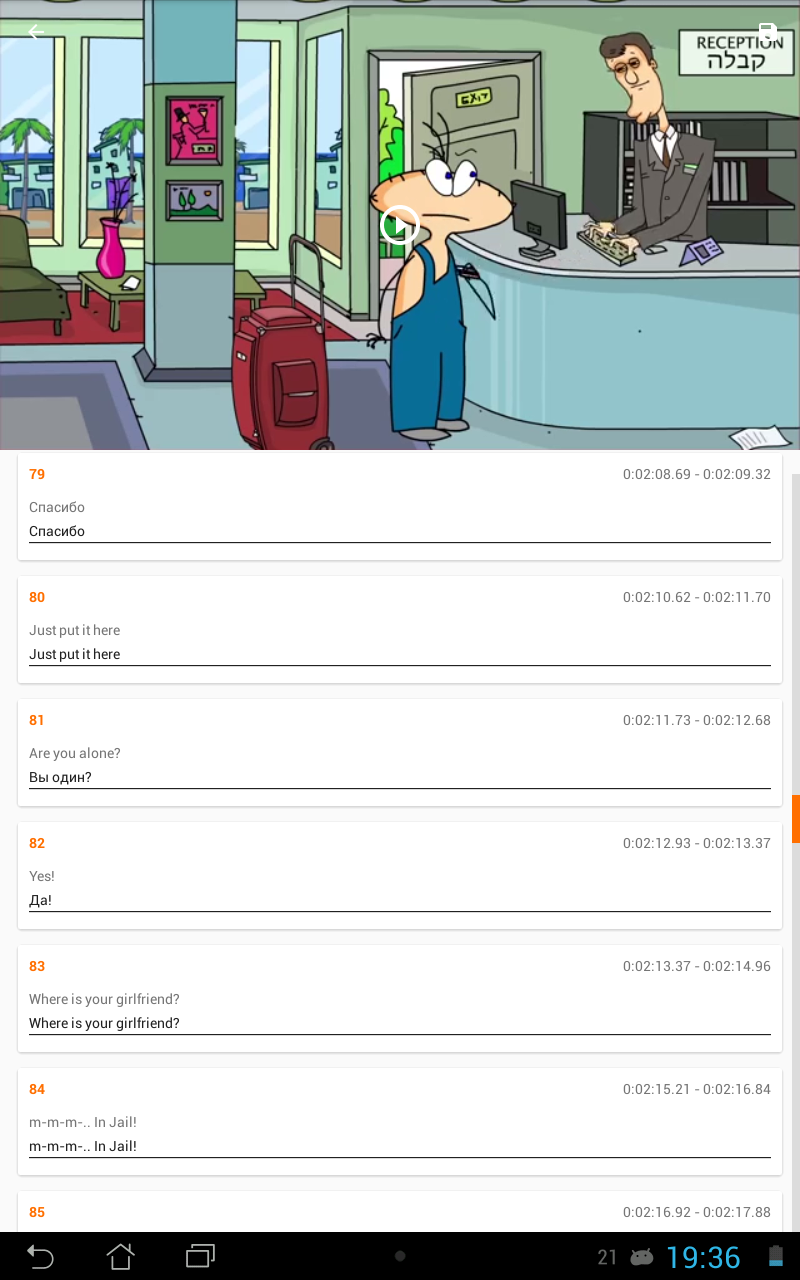 RECEPTION
קבלה
EXIT
79
0:02:08.69 - 0:02:09.32
Спасибо
Спасибо
80
0:02:10.62 - 0:02:11.70
Just put it here
Just put it here
81
0:02:11.73 - 0:02:12.68
Are you alone?
Вы один?
82
0:02:12.93 - 0:02:13.37
Yes!
Да!
83
0:02:13.37 - 0:02:14.96
Where is your girlfriend?
Where is your girlfriend?
84
0:02:15.21 - 0:02:16.84
m-m-m-.. In Jail!
m-m-m-.. In Jail!
85
0:02:16.92 - 0:02:17.88
21
19:36